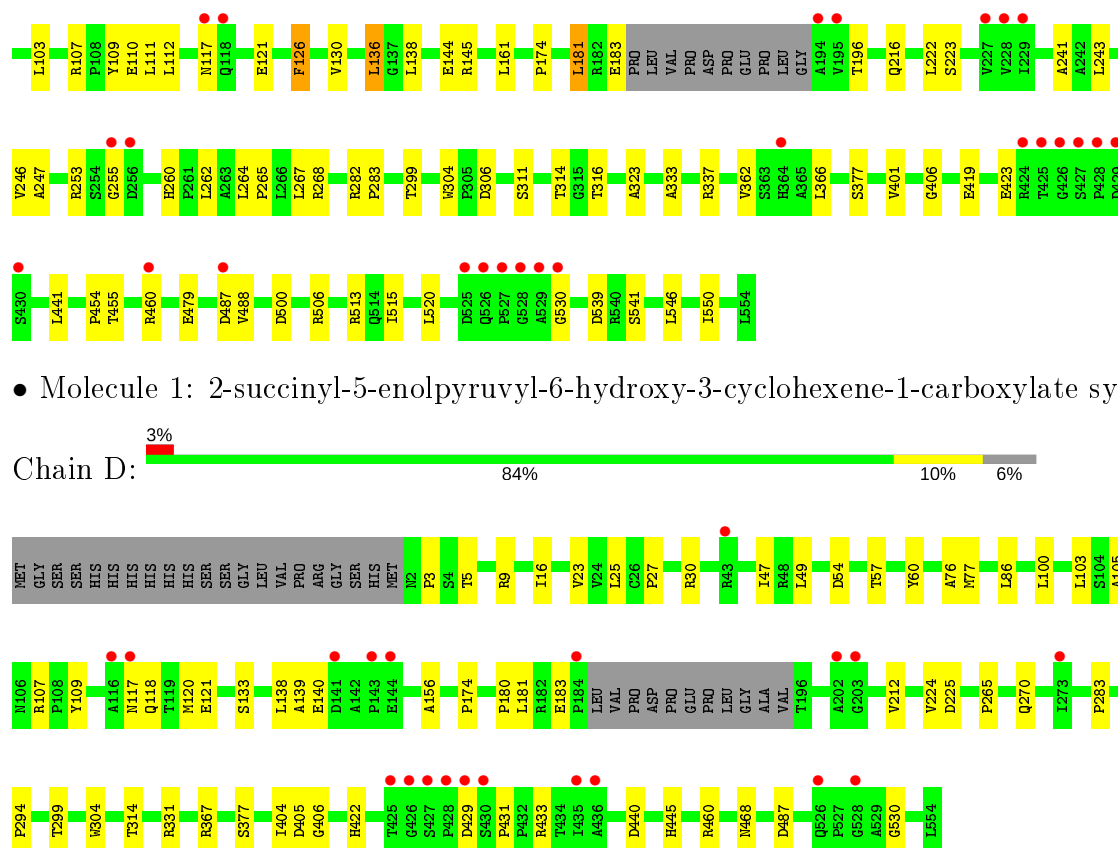 L103 R107 P108 Y109 E110 L111 L112 N117 Q118 E121 F126 V130 L136 G137 L138 E144 R145 L161 P174 L181 R182 E183 PRO LEU VAL PRO ASP PRO GLU PRO LEU GLY A194 V195 T196 Q216 L222 S223 V227 V228 I229 A241 A242 L243
V246 A247 R253 S254 G255 D256 H260 P261 L262 A263 L264 P265 L266 L267 R268 R282 P283 T299 W304 P305 D306 S311 T314 G315 T316 A323 A333 R337 V362 S363 H364 A365 L366 S377 V401 G406 E419 E423 R424 T425 G426 S427 P428
S430 L441 P454 T455 R460 E479 D487 V488 D500 R506 R513 Q514 I515 L520 D525 Q526 P527 G528 A529 G530 D539 R540 S541 L546 I550 L554
• Molecule 1: 2-succinyl-5-enolpyruvyl-6-hydroxy-3-cyclohexene-1-carboxylate sy
3%
Chain D:
84% 10% 6%
MET GLY SER SER HIS HIS HIS HIS HIS HIS SER SER GLY LEU VAL PRO ARG GLY SER HIS MET N2 P3 S4 T5 R9 I16 V23 V24 L25 C26 P27 R30 R43 I47 R48 L49 D54 T57 Y60 A76 M77 L86 L100 L103 S104 A105
N106 R107 P108 Y109 A116 N117 Q118 T119 M120 E121 S133 L138 A139 E140 D141 A142 P143 E144 A156 P174 P180 L181 R182 E183 P184 LEU VAL PRO ASP PRO GLU PRO LEU GLY ALA VAL T196 A202 G203 V212 V224 D225 P265 Q270 I273 P283
P294 T299 W304 T314 R331 R367 S377 I404 D405 G406 H422 T425 G426 S427 P428 D429 S430 P431 P432 R433 T434 I435 A436 D440 H445 R460 N468 D487 Q526 P527 G528 A529 G530 L554